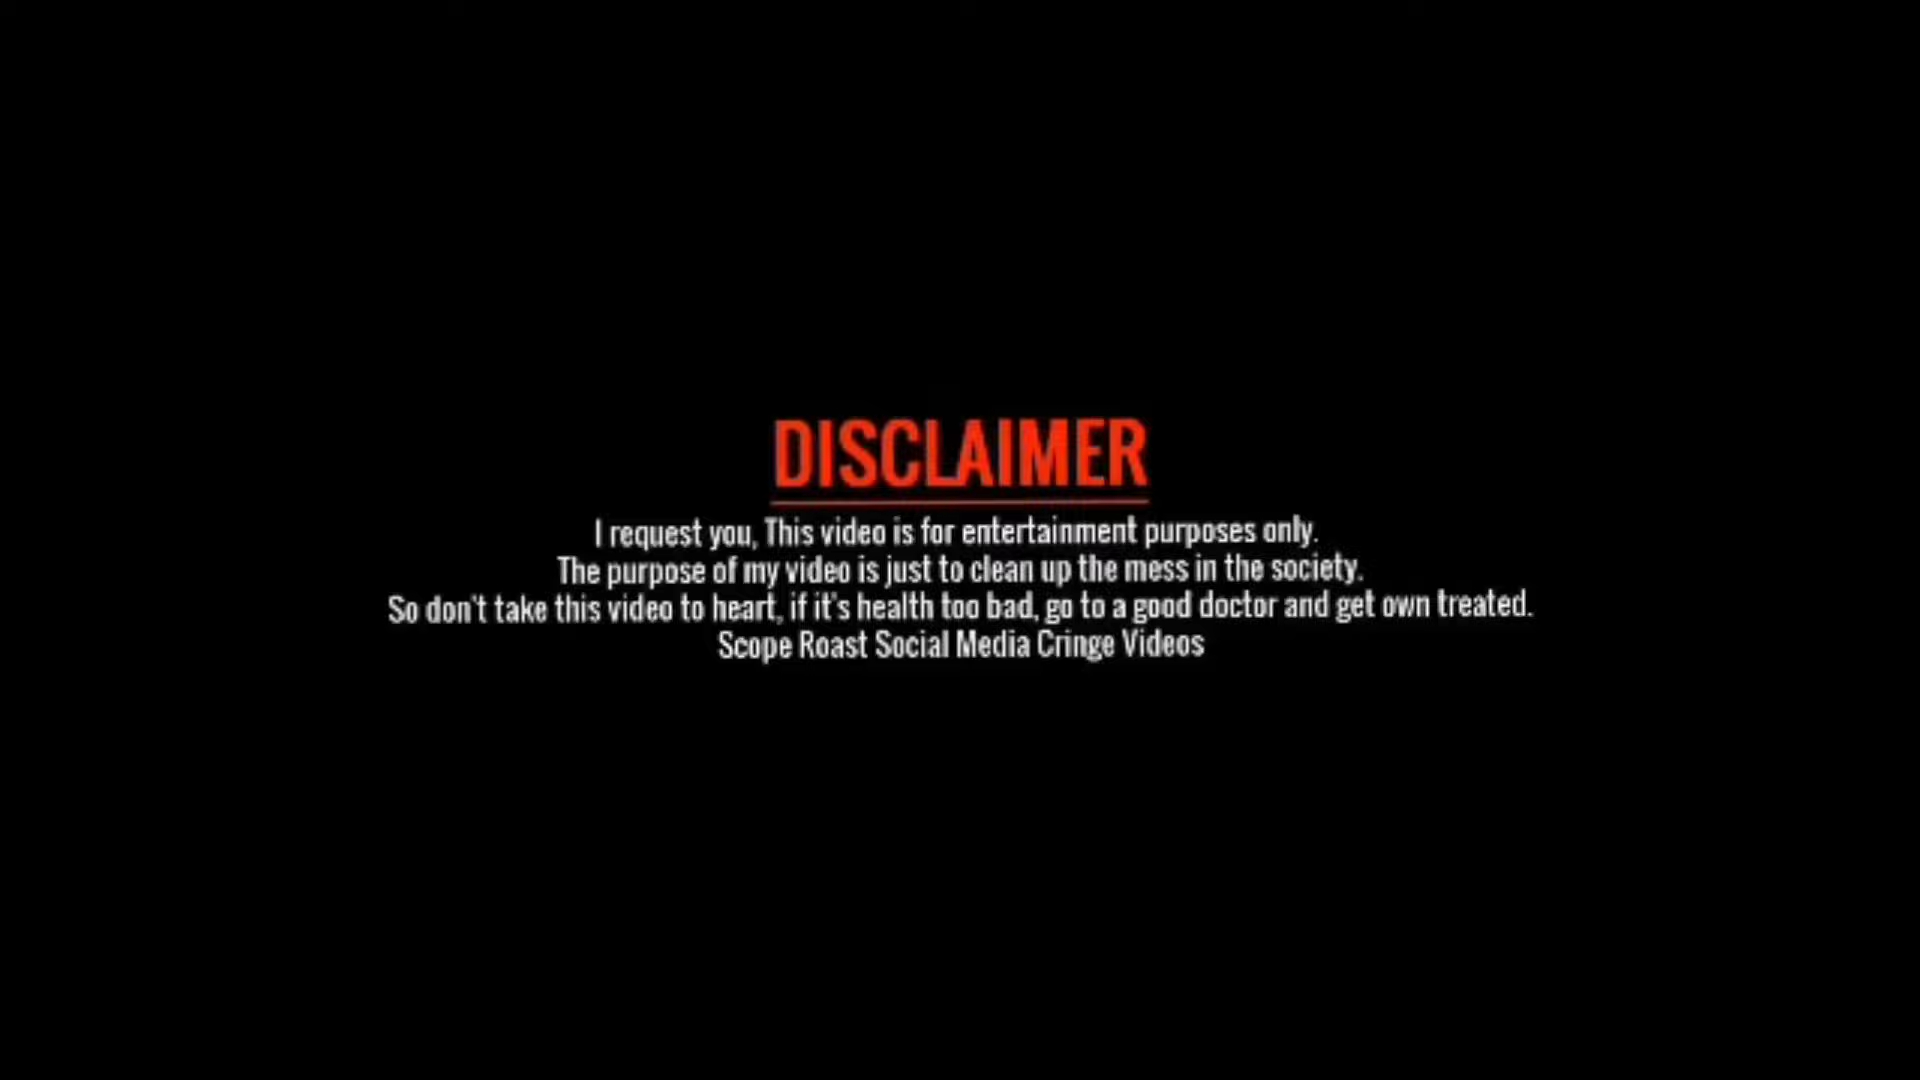 DISCLAIMER
I request you, This video is for entertainment purposes only.
The purpose of my video is just to clean up the mess in the society.
So don't take this video to heart, if it's health too bad, go to a good doctor and get own treated.
Scope Roast Social Media Cringe Videos